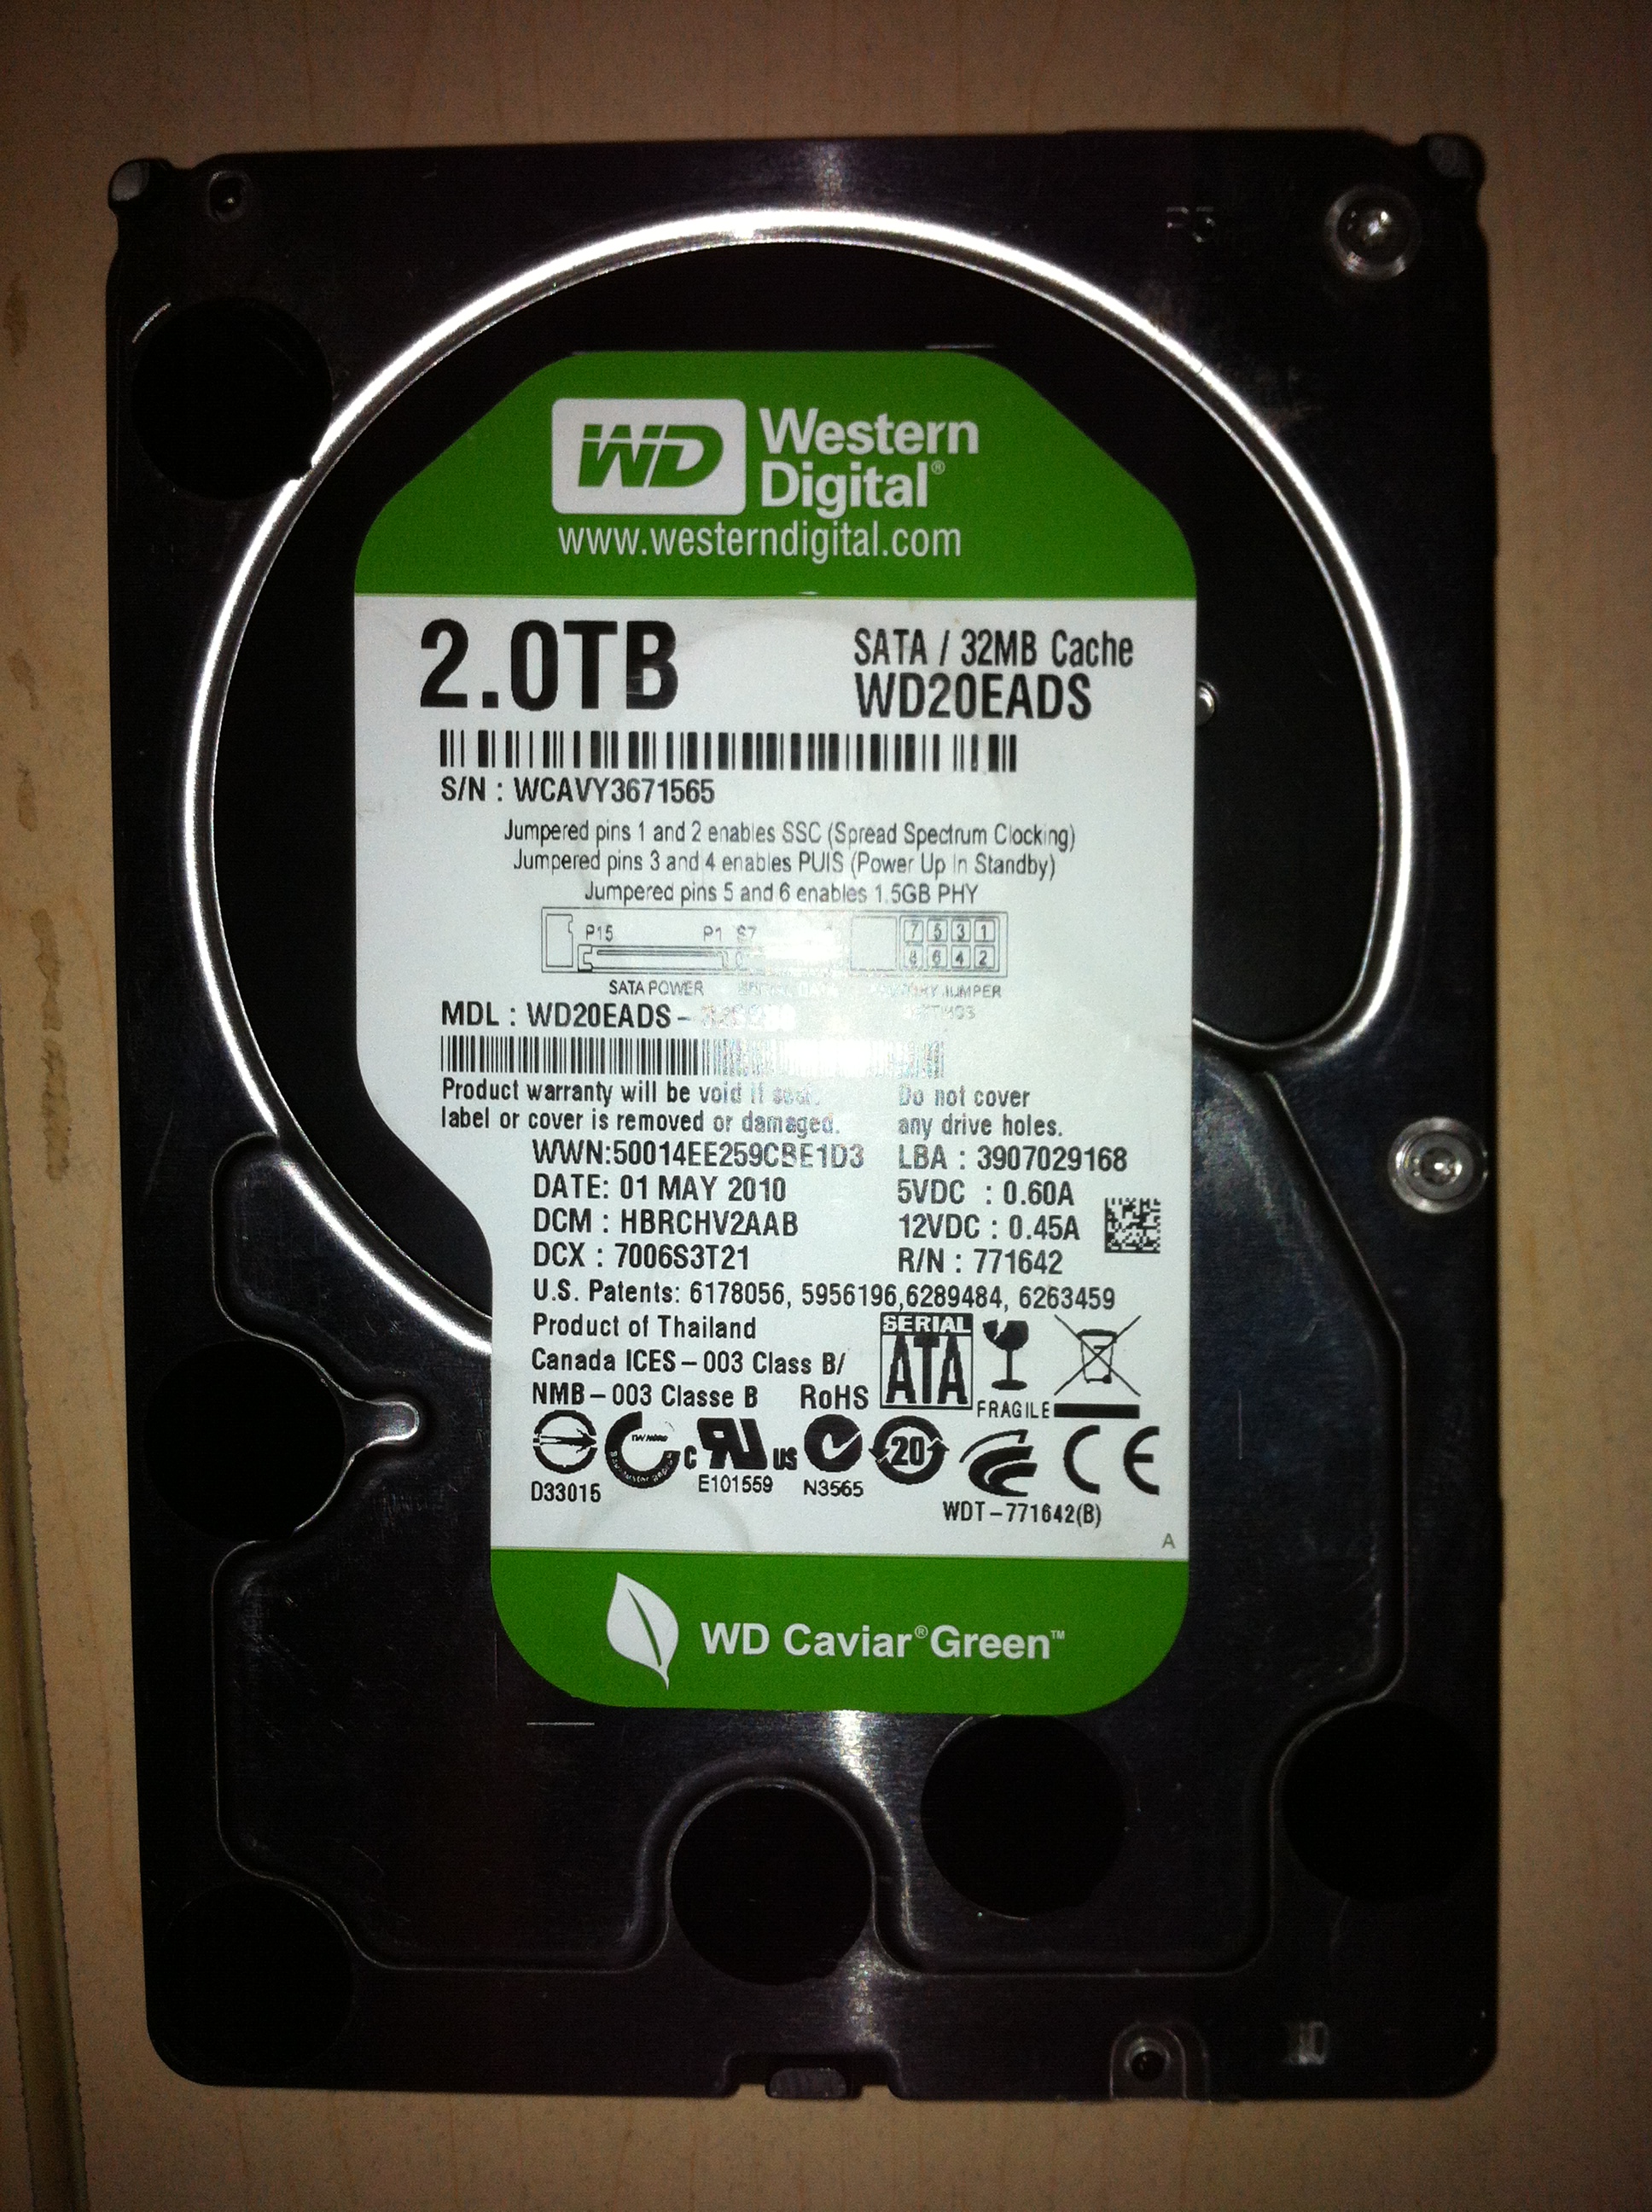 WD Western
Digital®
www.westerndigital.com
2.0TB
SATA / 32MB Cache
WD20EADS
S/N : WCAVY3671565
Jumpered pins 1 and 2 enables SSC (Spread Spectrum Clocking)
Jumpered pins 3 and 4 enables PUIS (Power Up In Standby)
Jumpered pins 5 and 6 enables 1.5GB PHY
P15 P1 S7 7 5 3 1
8 6 4 2
SATA POWER JUMPER
MDL : WD20EADS -
Product warranty will be void if
label or cover is removed or damaged.
Do not cover
any drive holes.
WWN:50014EE259CBE1D3 LBA : 3907029168
DATE: 01 MAY 2010 5VDC : 0.60A
DCM : HBRCHV2AAB 12VDC : 0.45A
DCX : 7006S3T21 R/N : 771642
U.S. Patents: 6178056, 5956196,6289484, 6263459
Product of Thailand
Canada ICES – 003 Class B/
NMB – 003 Classe B RoHS
SERIAL
ATA
FRAGILE
c RU US 20 CE
D33015 E101559 N3565
WDT – 771642(B)
A
WD Caviar® Green™